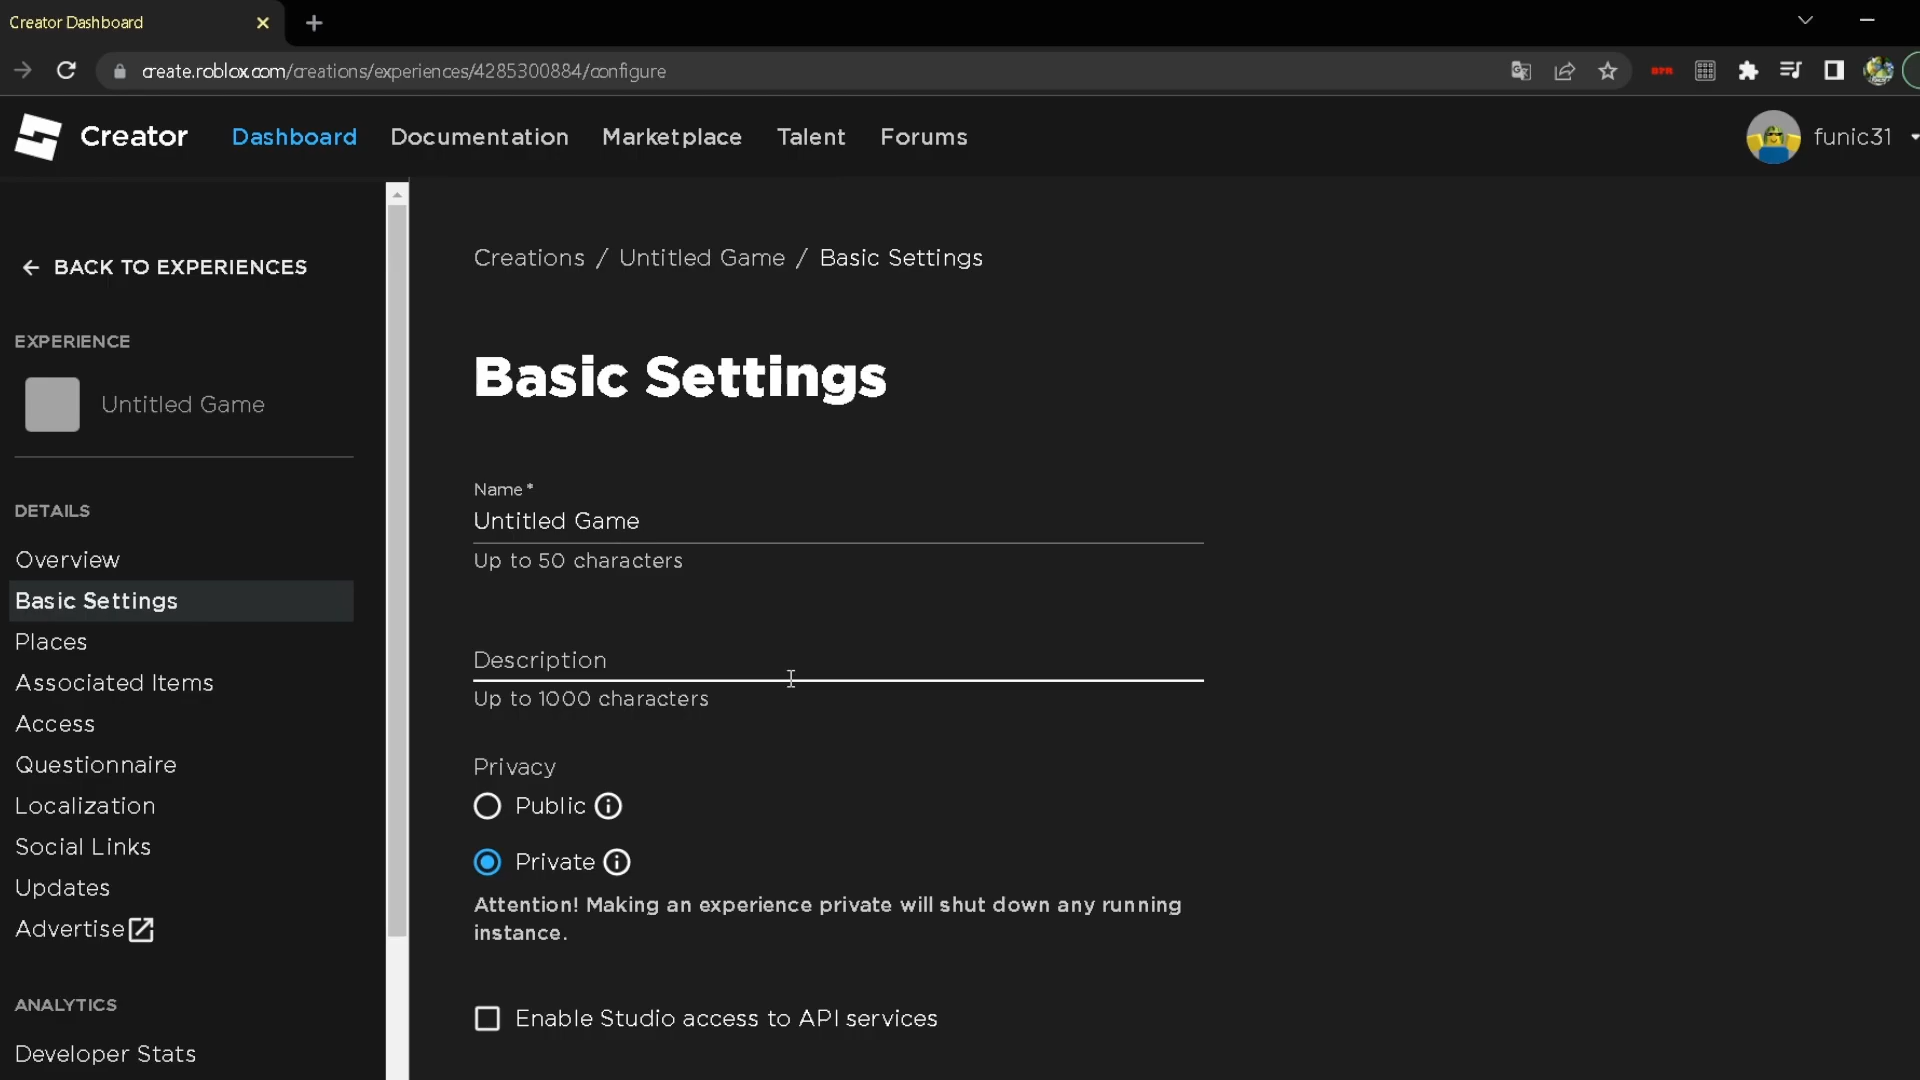 Creator Dashboard
create.roblox.com/creations/experiences/4285300884/configure
Creator
Dashboard
Documentation
Marketplace
Talent
Forums
funic31
BACK TO EXPERIENCES
EXPERIENCE
Untitled Game
DETAILS
Overview
Basic Settings
Places
Associated Items
Access
Questionnaire
Localization
Social Links
Updates
Advertise
ANALYTICS
Developer Stats
Creations / Untitled Game / Basic Settings
Basic Settings
Name *
Untitled Game
Up to 50 characters
Description
Up to 1000 characters
Privacy
Public
Private
Attention! Making an experience private will shut down any running
instance.
Enable Studio access to API services